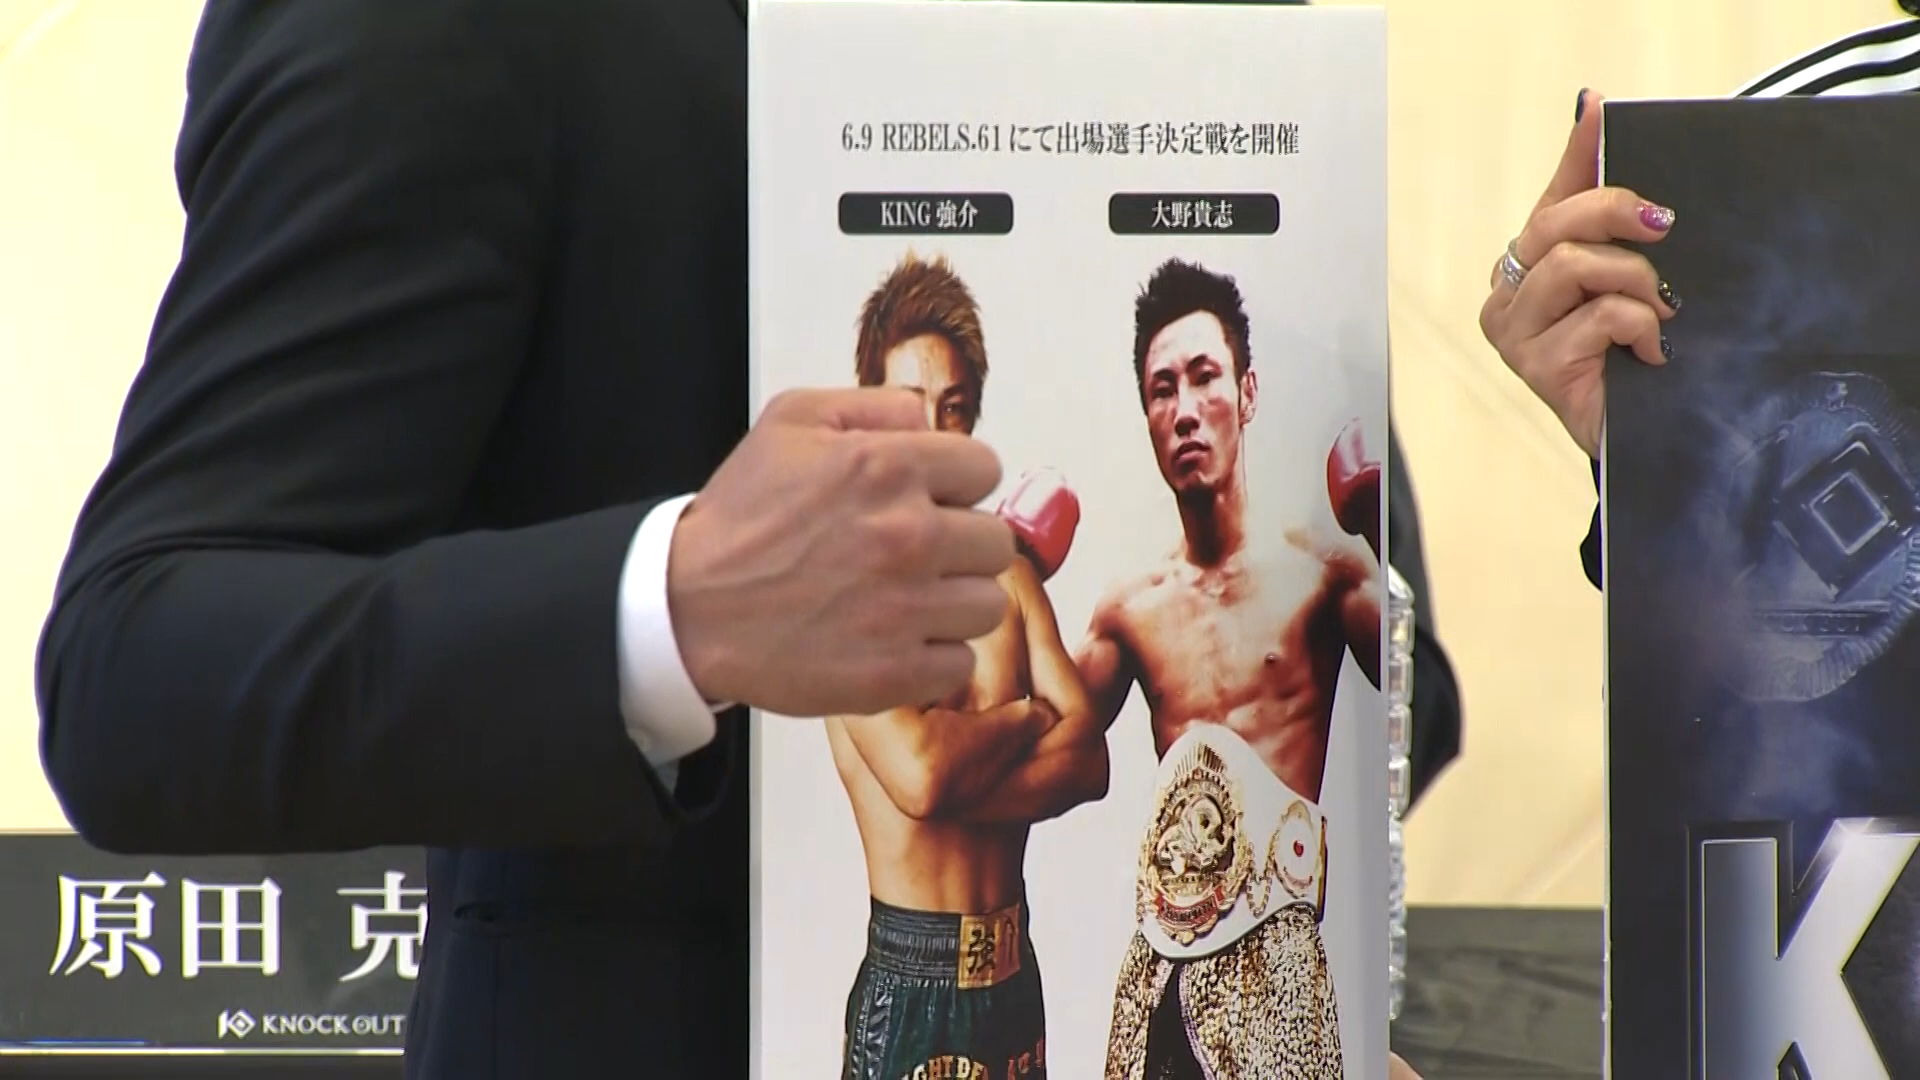 6.9 REBELS.61 にて出場選手決定戦を開催
KING 強介
大野貴志
原田 克
KNOCK OUT
強
K